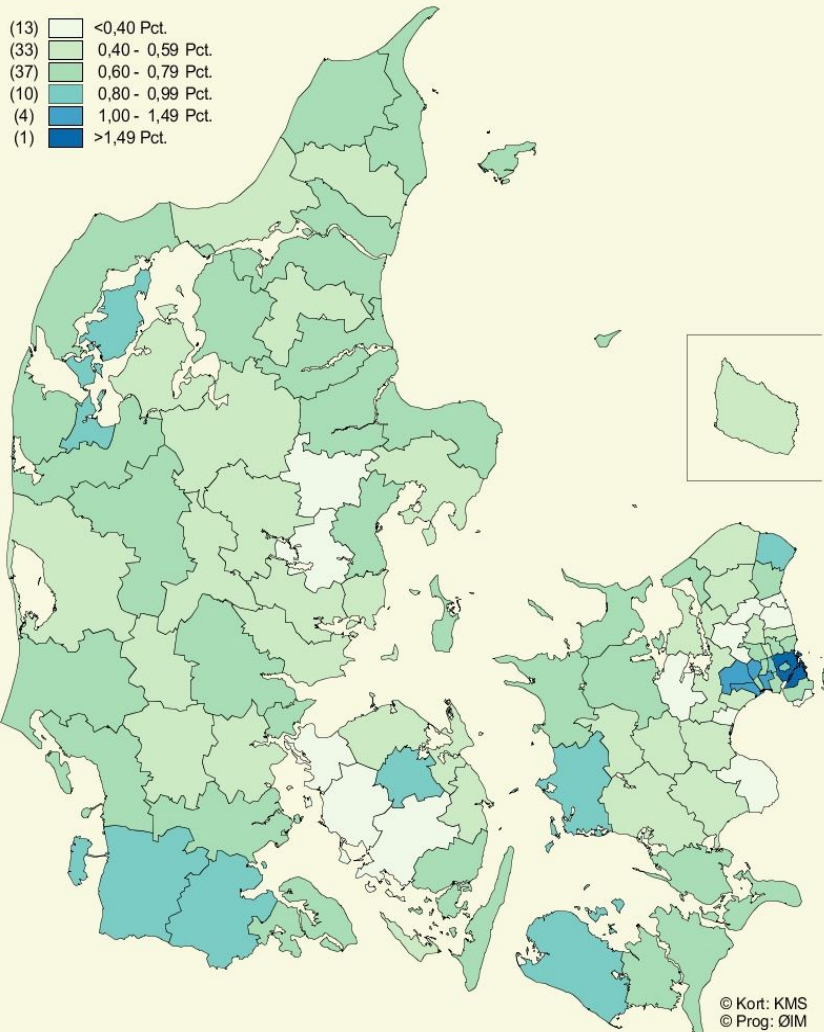 (13) <0,40 Pct.
(33) 0,40 - 0,59 Pct.
(37) 0,60 - 0,79 Pct.
(10) 0,80 - 0,99 Pct.
(4) 1,00 - 1,49 Pct.
(1) >1,49 Pct.
© Kort: KMS
© Prog: ØIM